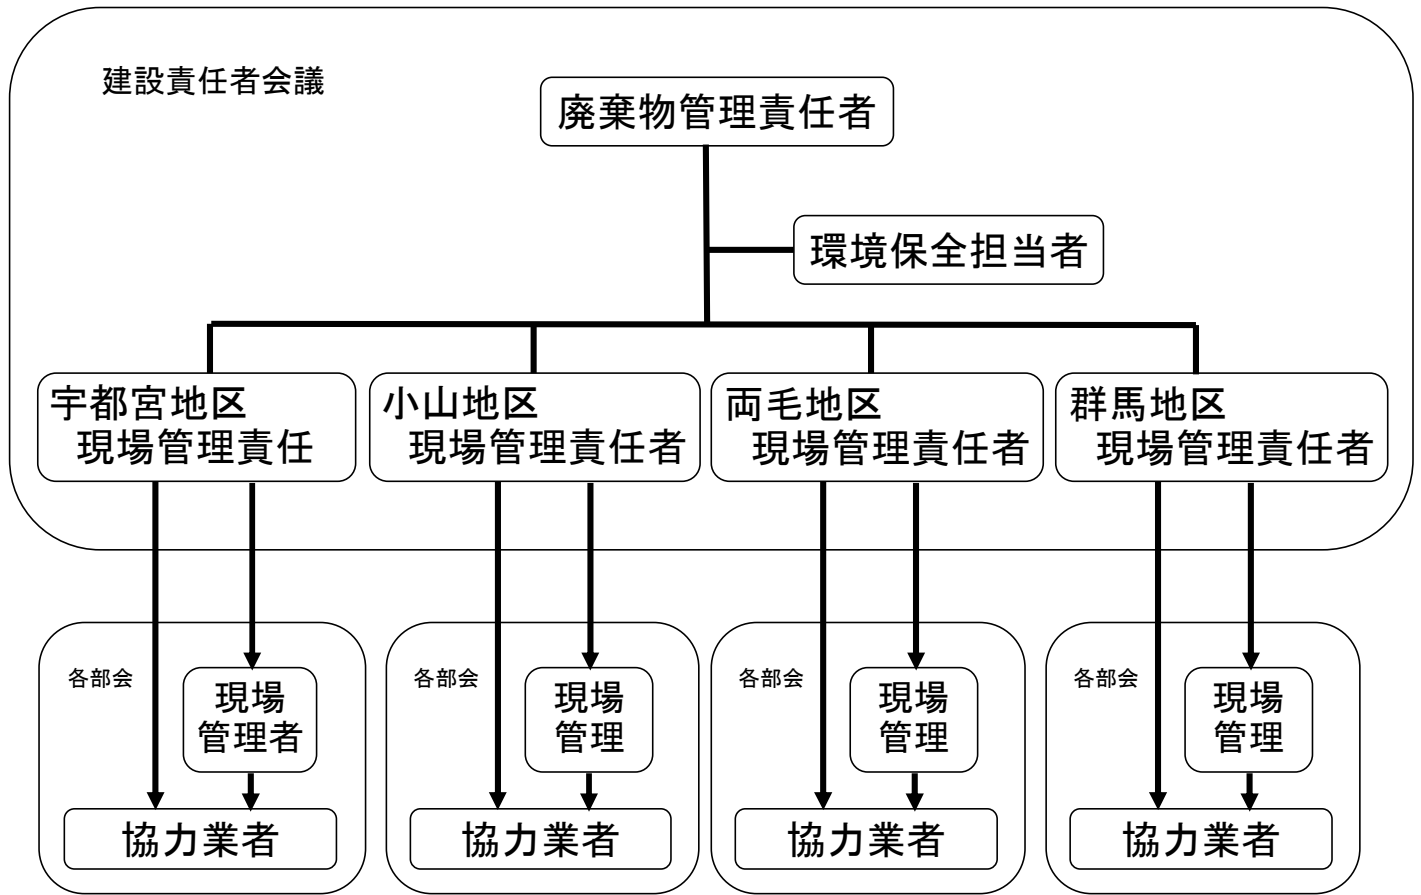 建設責任者会議
廃棄物管理責任者
環境保全担当者
宇都宮地区
現場管理責任
小山地区
現場管理責任者
両毛地区
現場管理責任者
群馬地区
現場管理責任者
各部会
現場
管理者
協力業者
各部会
現場
管理
協力業者
各部会
現場
管理
協力業者
各部会
現場
管理
協力業者